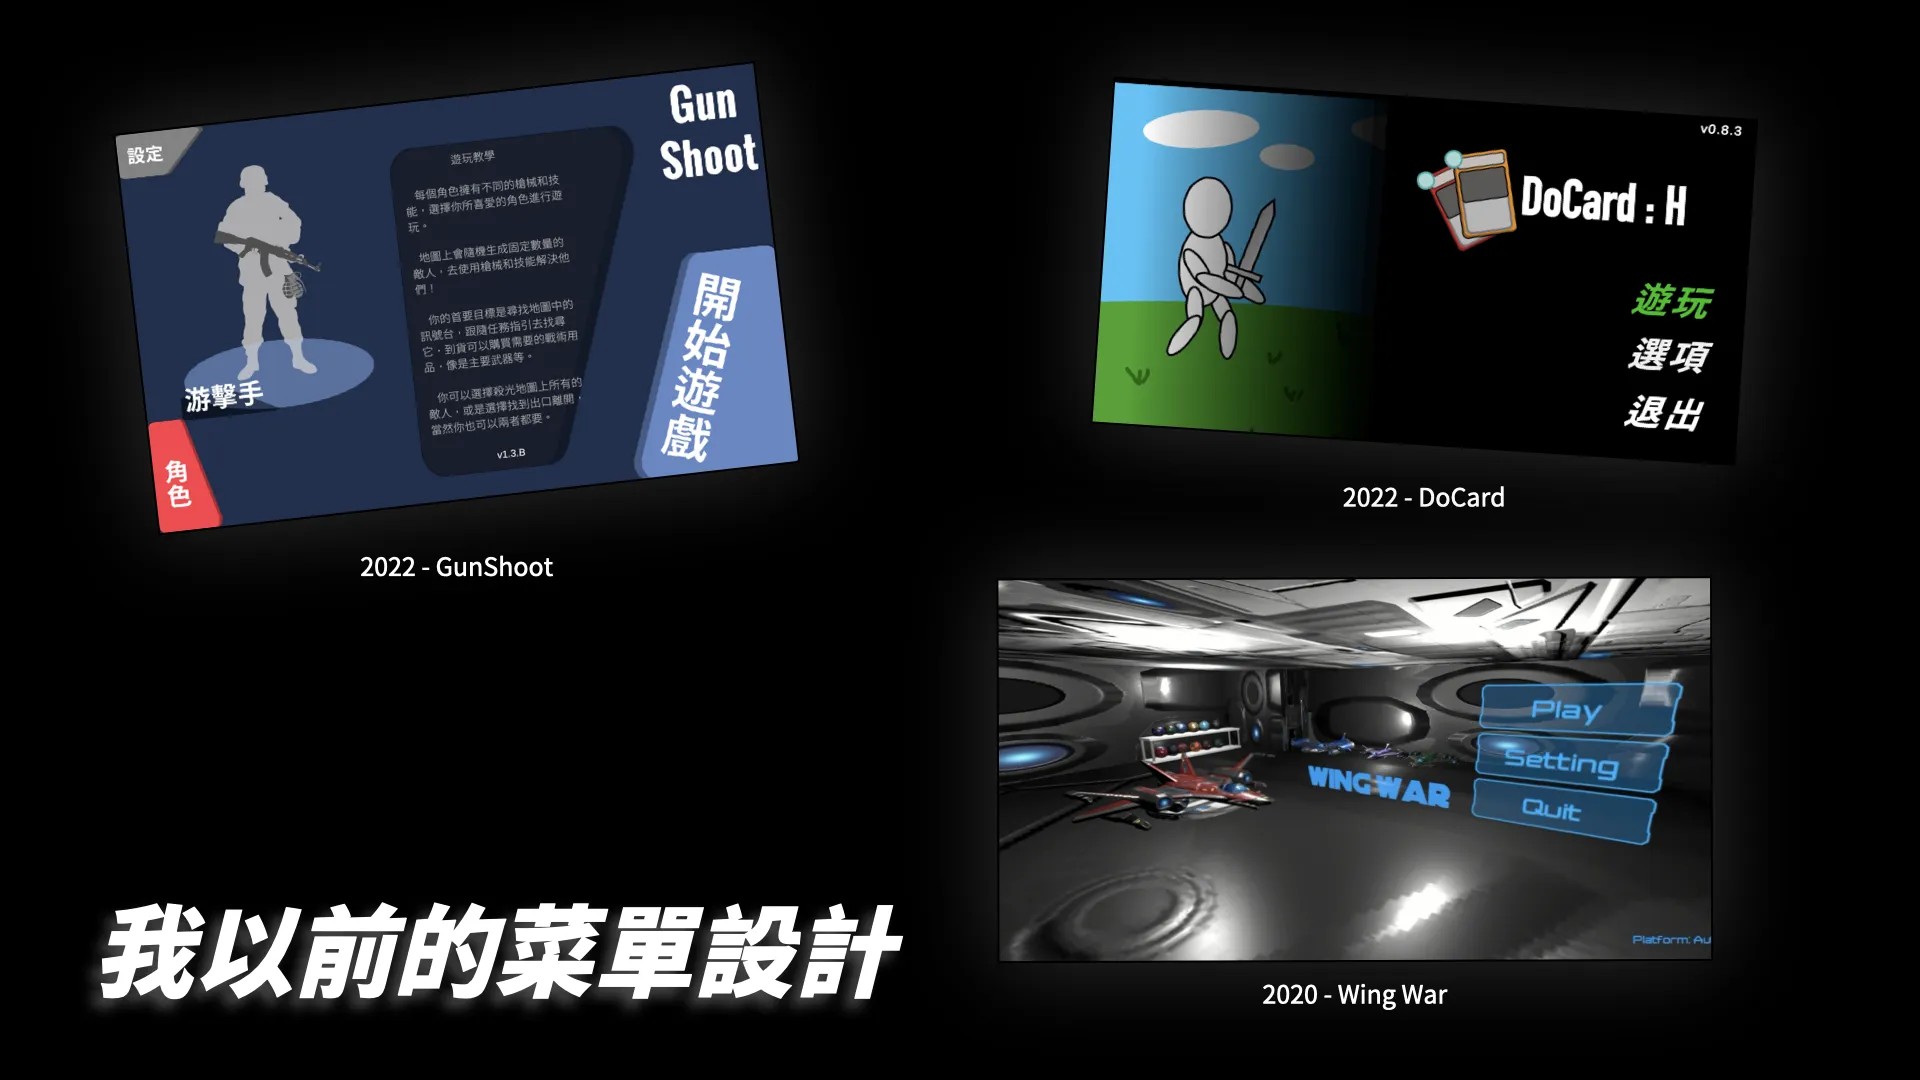 設定
Gun
Shoot
遊玩教學
每個角色擁有不同的槍械和技
能,選擇你所喜愛的角色進行遊
玩。
地圖上會隨機生成固定數量的
敵人,去使用槍械和技能解決他
們!
你的首要目標是尋找地圖中的
訊號台,跟隨任務指引去找尋
它,到貨可以購買需要的戰術用
品,像是主要武器等。
你可以選擇殺光地圖上所有的
敵人,或是選擇找到出口離開,
當然你也可以兩者都要。
v1.3.B
游擊手
角色
開始遊戲
2022 - GunShoot
v0.8.3
DoCard : H
遊玩
選項
退出
2022 - DoCard
WING WAR
Play
Setting
Quit
Platform: Au
2020 - Wing War
我以前的菜單設計